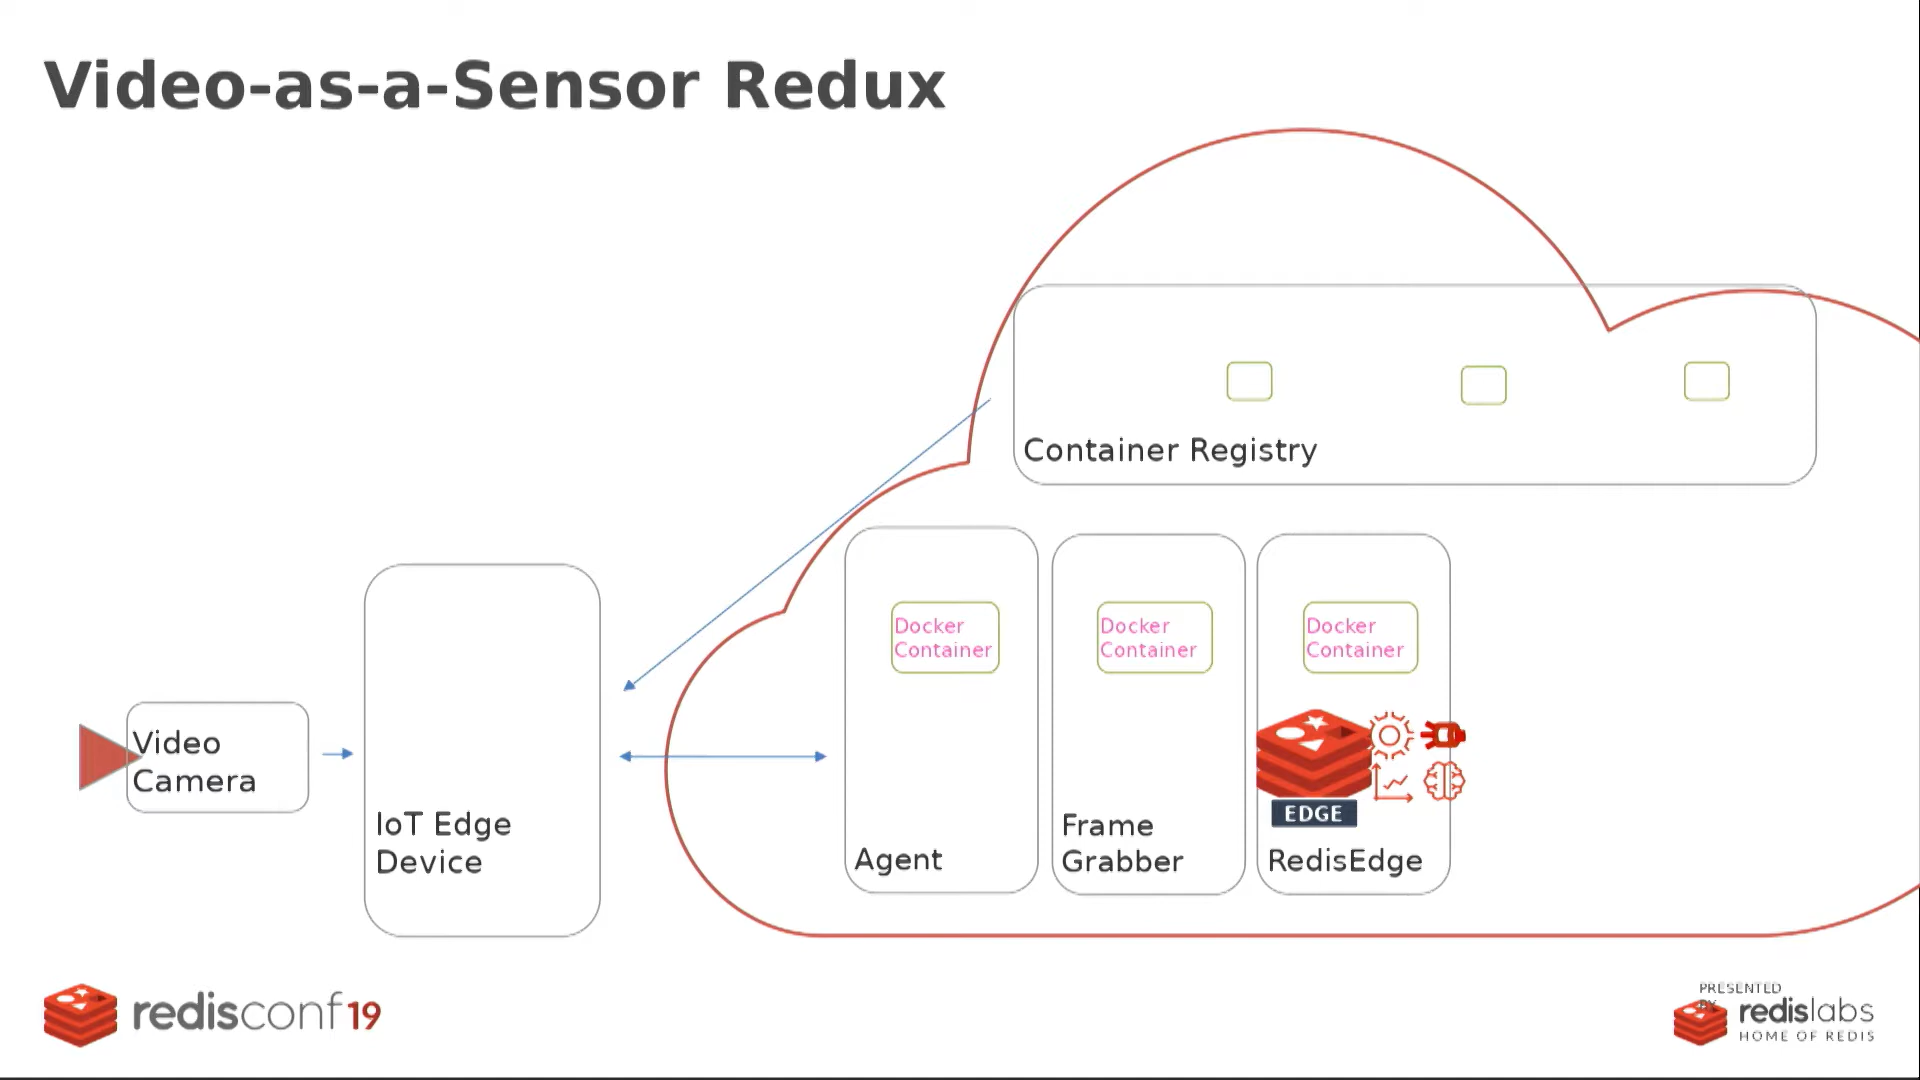 Video-as-a-Sensor Redux
Container Registry
Docker
Container
Docker
Container
Docker
Container
Video
Camera
IoT Edge
Device
Agent
Frame
Grabber
EDGE
RedisEdge
redisconf19
PRESENTED
BY
redislabs
HOME OF REDIS